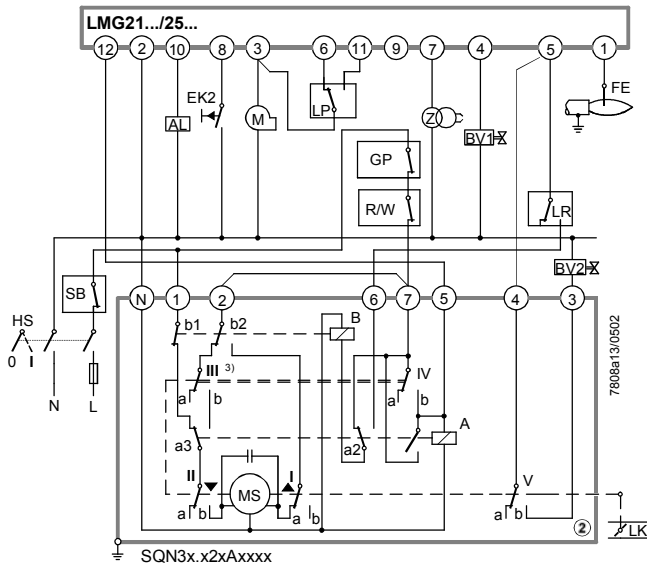 LMG21.../25...
12 2 10 8 3 6 11 9 7 4 5 1
EK2
FE
LP
AL
M
Z
BV1
GP
R/W
LR
BV2
SB
N 1 2 6 7 5 4 3
HS
0 I
N L
b1 b2 B
III 3) IV
a b a b
A
a3 a2
II I V
MS
a b a b a b
LK
2
7808a13/0502
SQN3x.x2xAxxxx